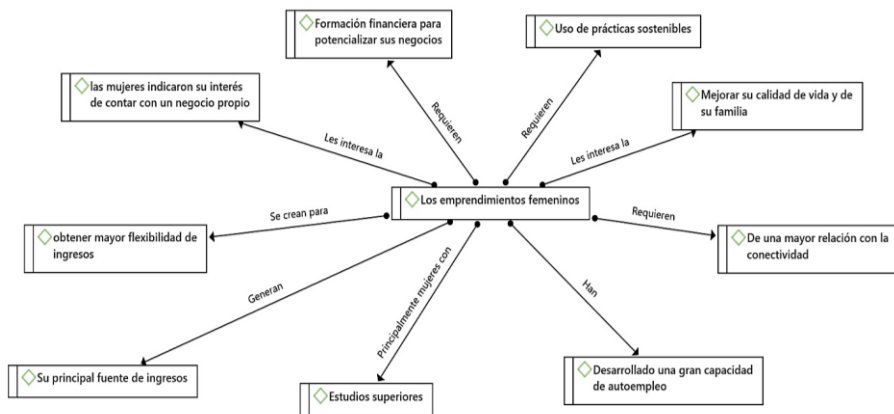 Formación financiera para
potencializar sus negocios
Uso de prácticas sostenibles
las mujeres indicaron su interés
de contar con un negocio propio
Mejorar su calidad de vida y de
su familia
Requieren
Requieren
Les interesa la
Les interesa la
Los emprendimientos femeninos
Se crean para
Requieren
obtener mayor flexibilidad de
ingresos
De una mayor relación con la
conectividad
Generan
Principalmente mujeres con
Han
Su principal fuente de ingresos
Estudios superiores
Desarrollado una gran capacidad
de autoempleo